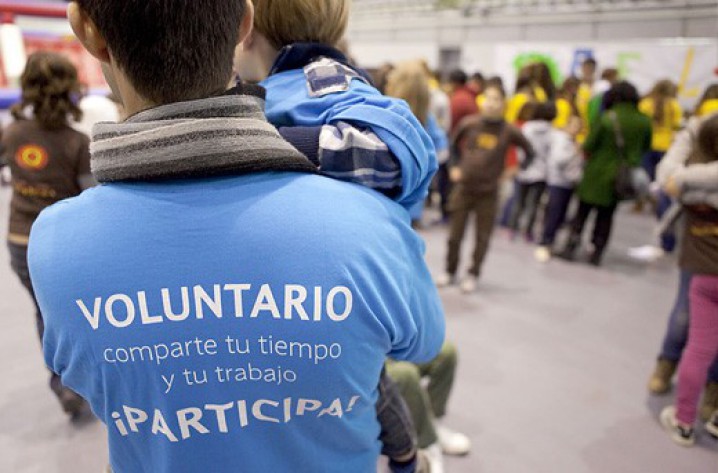 VOLUNTARIO
comparte tu tiempo
y tu trabajo
¡PARTICIPA!